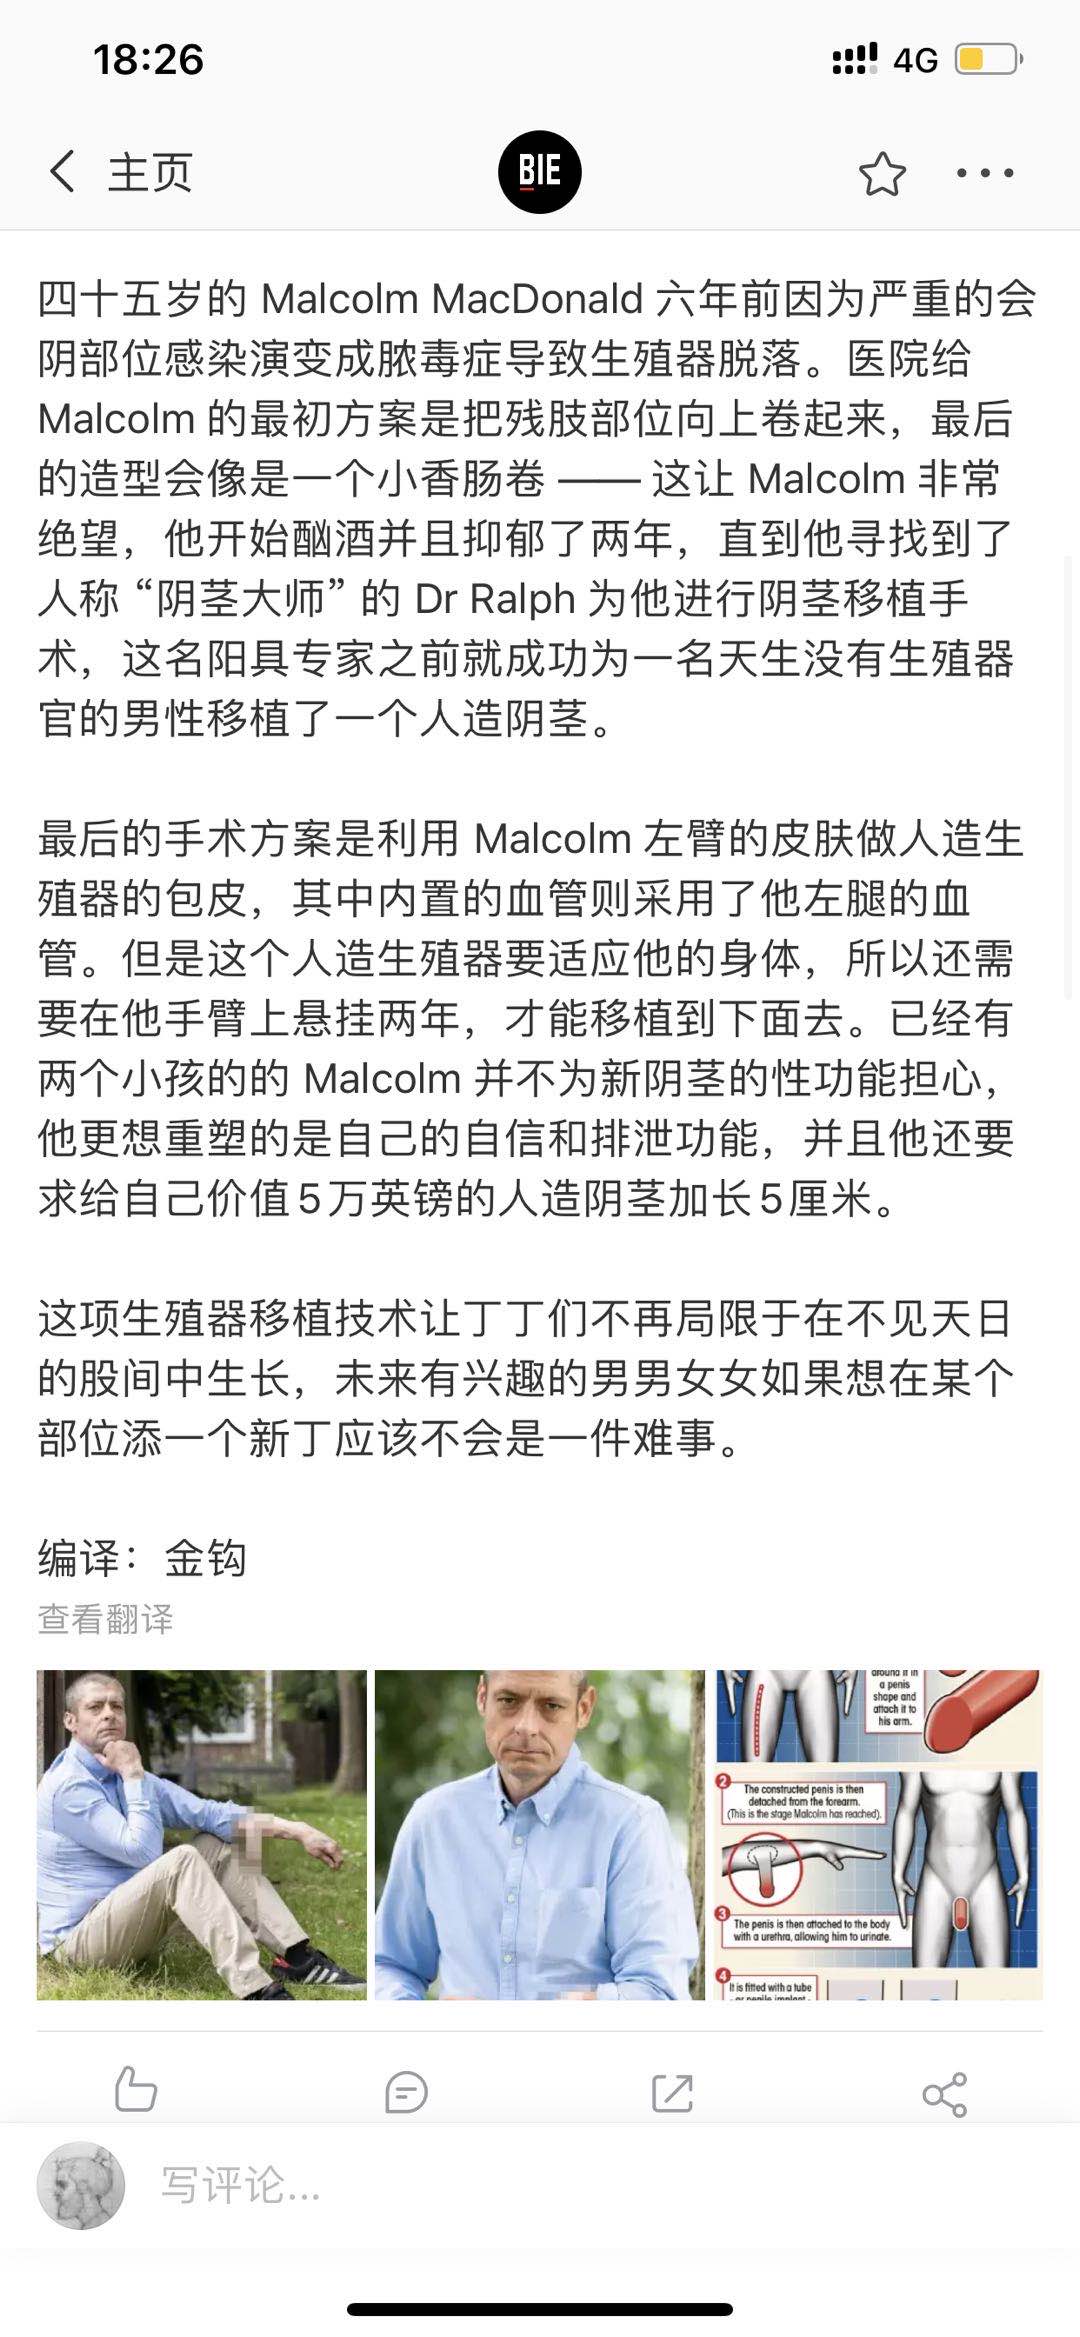 18:26
4G
主页
BIE
四十五岁的 Malcolm MacDonald 六年前因为严重的会
阴部位感染演变成脓毒症导致生殖器脱落。医院给
Malcolm 的最初方案是把残肢部位向上卷起来，最后
的造型会像是一个小香肠卷 —— 这让 Malcolm 非常
绝望，他开始酗酒并且抑郁了两年，直到他寻找到了
人称 “阴茎大师” 的 Dr Ralph 为他进行阴茎移植手
术，这名阳具专家之前就成功为一名天生没有生殖器
官的男性移植了一个人造阴茎。
最后的手术方案是利用 Malcolm 左臂的皮肤做人造生
殖器的包皮，其中内置的血管则采用了他左腿的血
管。但是这个人造生殖器要适应他的身体，所以还需
要在他手臂上悬挂两年，才能移植到下面去。已经有
两个小孩的的 Malcolm 并不为新阴茎的性功能担心，
他更想重塑的是自己的自信和排泄功能，并且他还要
求给自己价值5万英镑的人造阴茎加长5厘米。
这项生殖器移植技术让丁丁们不再局限于在不见天日
的股间中生长，未来有兴趣的男男女女如果想在某个
部位添一个新丁应该不会是一件难事。
编译：金钩
查看翻译
around it in
a penis
shape and
attach it to
his arm.
2
The constructed penis is then
detached from the forearm.
(This is the stage Malcolm has reached).
3
The penis is then attached to the body
with a urethra, allowing him to urinate.
4
It is fitted with a tube
写评论...